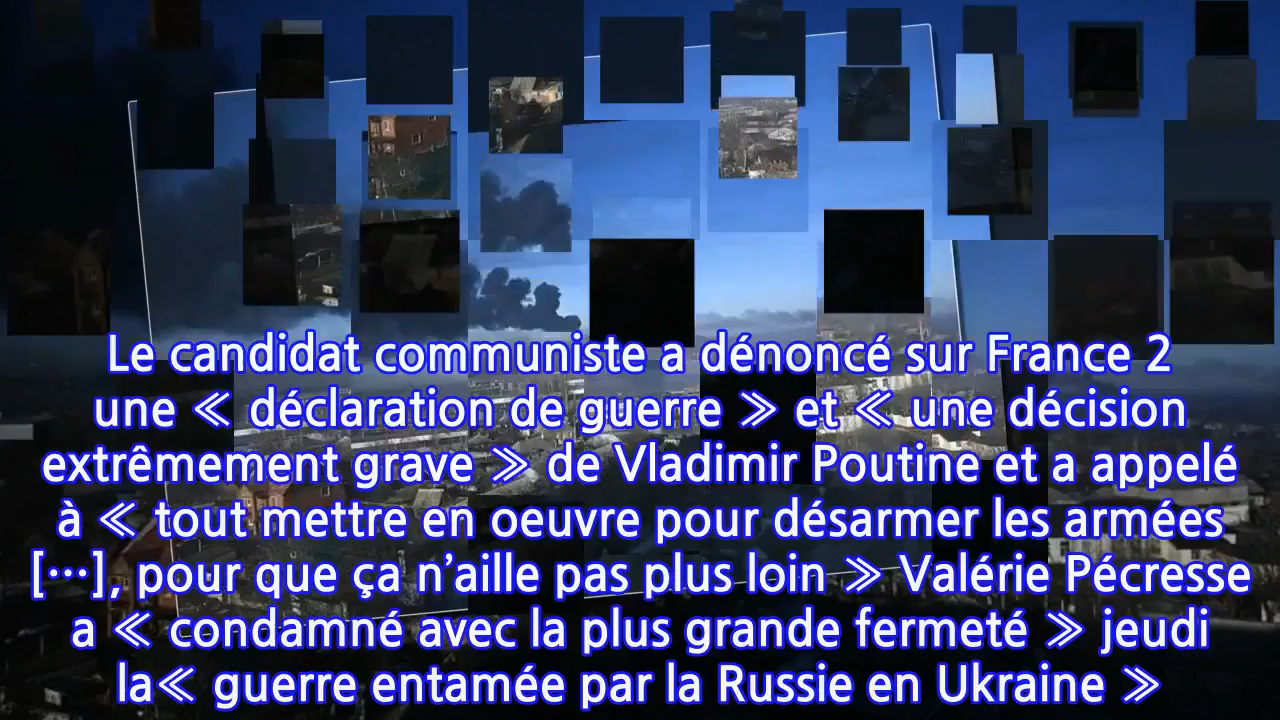 Le candidat communiste a dénoncé sur France 2
une ≪ déclaration de guerre ≫ et ≪ une décision
extrêmement grave ≫ de Vladimir Poutine et a appelé
à ≪ tout mettre en oeuvre pour désarmer les armées
[···], pour que ça n’aille pas plus loin ≫ Valérie Pécresse
a ≪ condamné avec la plus grande fermeté ≫ jeudi
la≪ guerre entamée par la Russie en Ukraine ≫